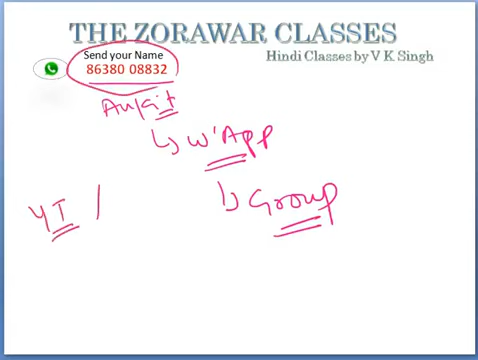 THE ZORAWAR CLASSES
Hindi Classes by V K Singh
Send your Name
86380 08832
Ankit
W'App
Group
YT